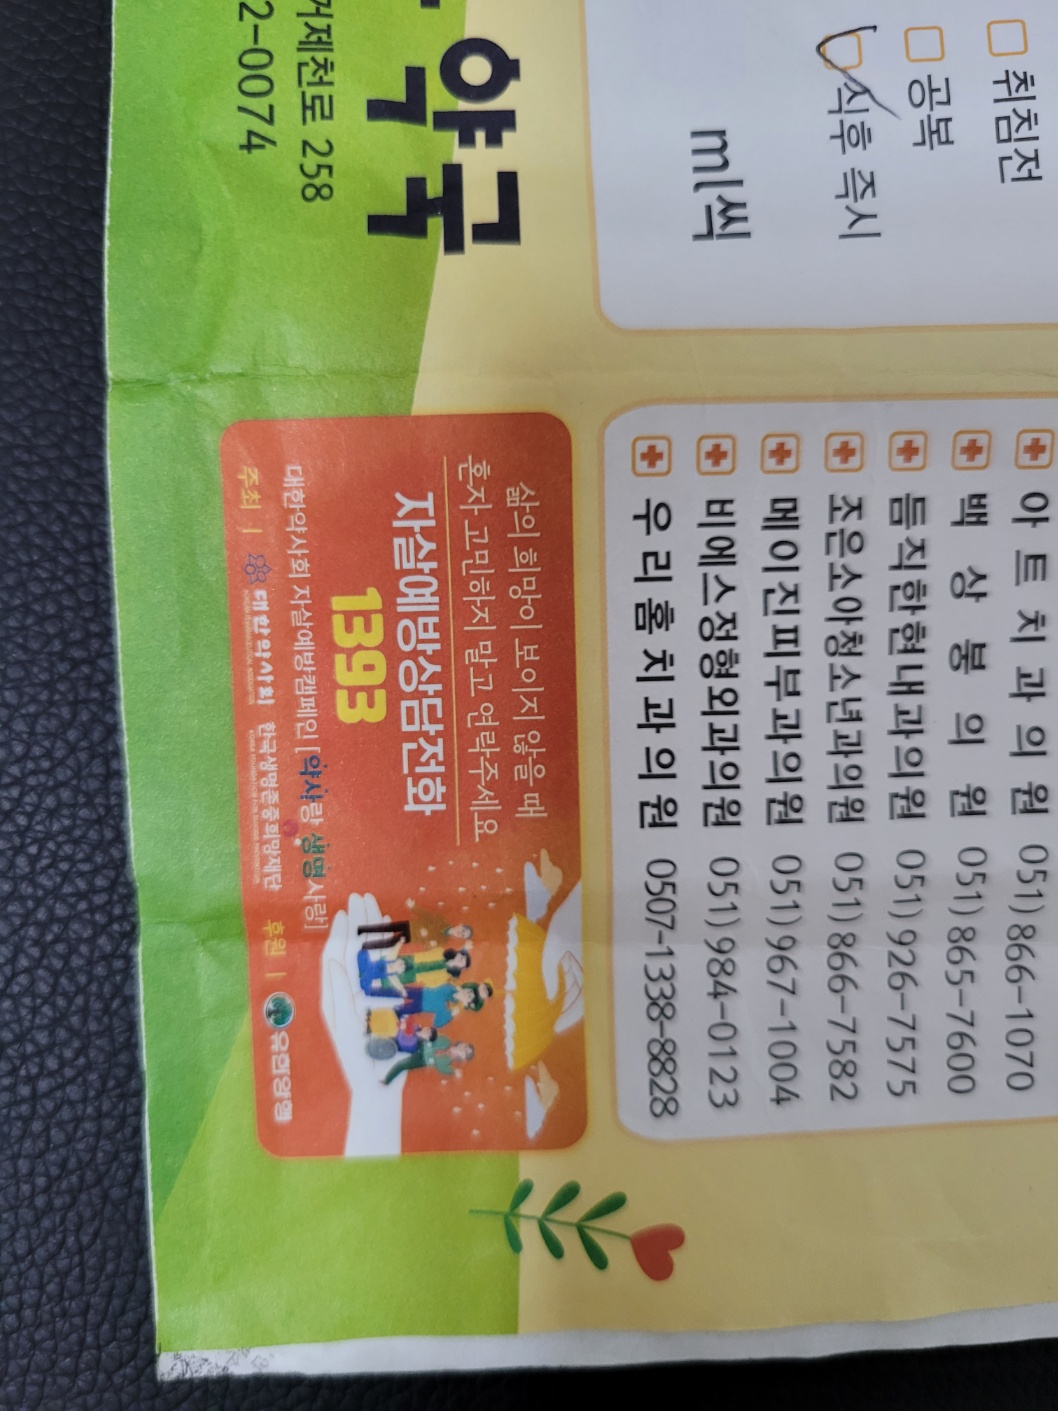 취침전
공복
식후 즉시
ml씩
약국
거제천로 258
2-0074
아트치과의원 051) 866-1070
백상봉의원 051) 865-7600
듬직한현내과의원 051) 926-7575
조은소아청소년과의원 051) 866-7582
메이진피부과의원 051) 967-1004
비에스정형외과의원 051) 984-0123
우리홈치과의원 0507-1338-8828
삶의 희망이 보이지 않을 때
혼자 고민하지 말고 연락주세요
자살예방상담전화
1393
대한약사회 자살예방캠페인 [약사랑 생명사랑]
주최 | 대한약사회 한국생명존중희망재단 후원 | 유한양행